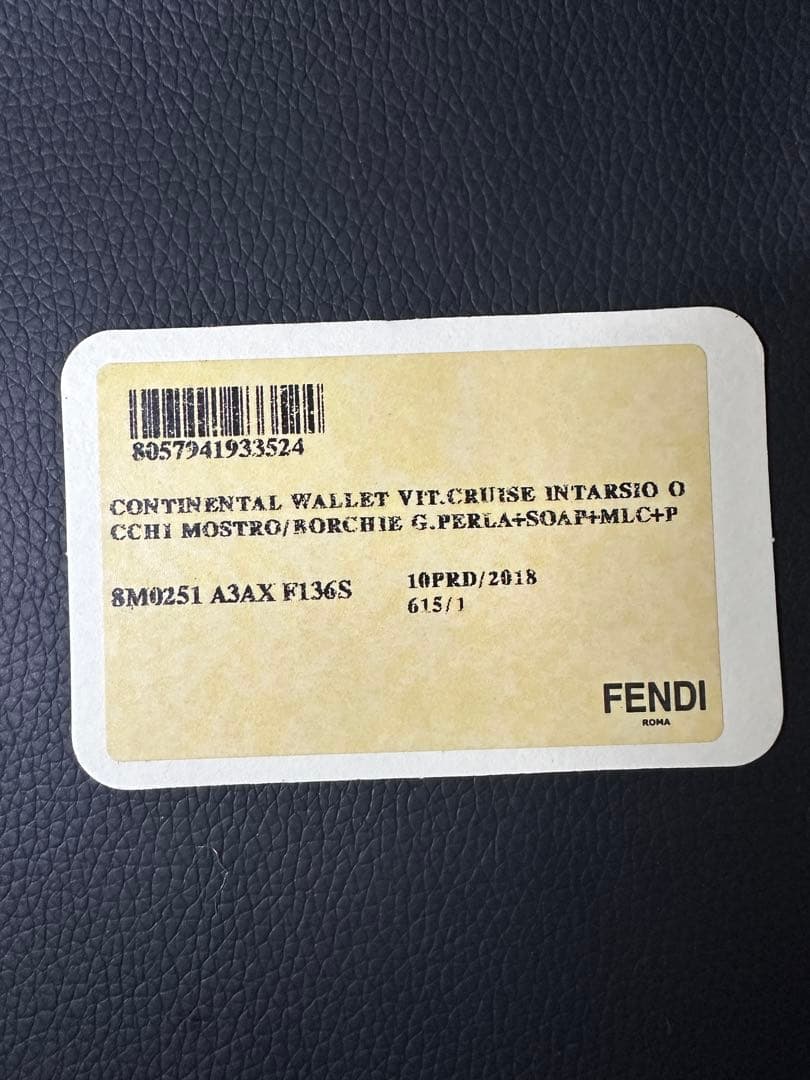 8057941933524
CONTINENTAL WALLET VIT.CRUISE INTARSIO O
CCHI MOSTRO/BORCHIE G.PERLA+SOAP+MLC+P
8M0251 A3AX F136S
10PRD/2018
615/1
FENDI
ROMA